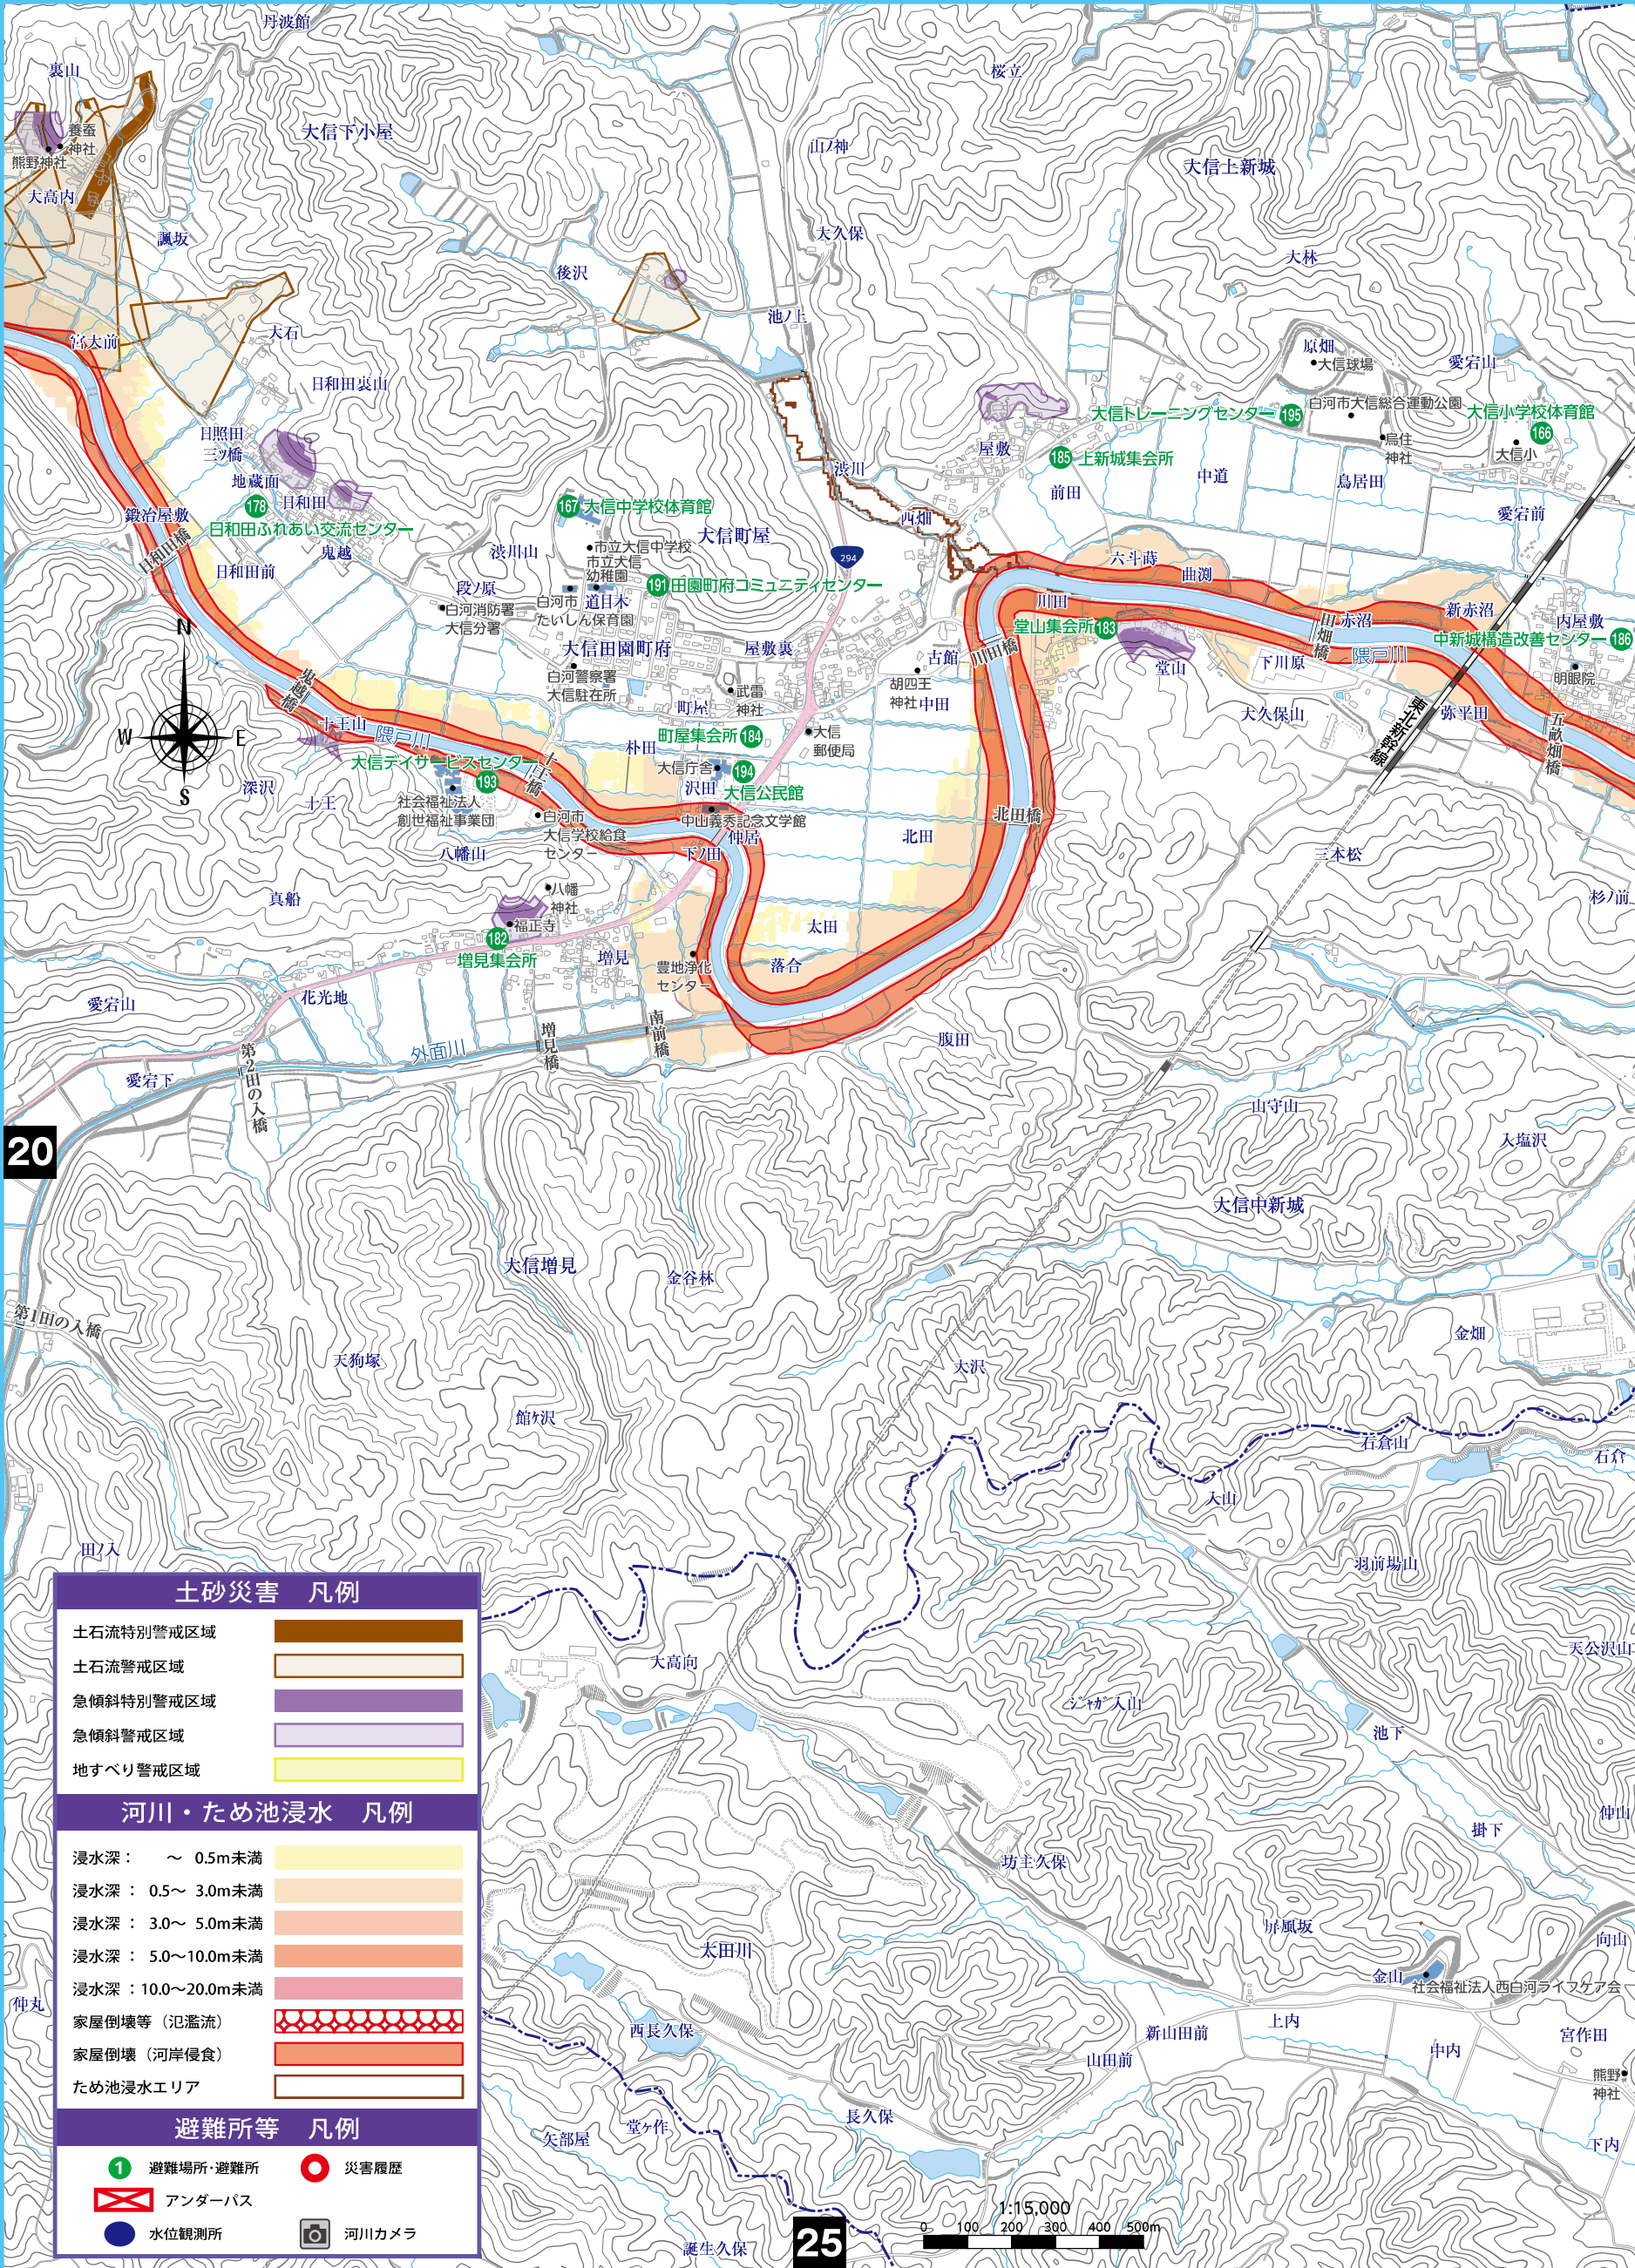 丹波館
裏山
桜立
養蚕
神社
熊野神社
大信下小屋
山ノ神
大信上新城
大高内
諷坂
大久保
後沢
大林
池ノ上
宮大前
大石
原畑
大信球場
愛宕山
日和田裏山
白河市大信総合運動公園
大信小学校体育館
166
大信トレーニングセンター
195
烏住
神社
大信小
日照田
三ッ橋
地蔵面
178
日和田
日和田ふれあい交流センター
渋川
屋敷
185
上新城集会所
中道
鳥居田
前田
鍛冶屋敷
日和田橋
167
大信中学校体育館
大信町屋
西畑
愛宕前
鬼越
渋川山
市立大信中学校
市立大信
幼稚園
294
六斗蒔
曲渕
日和田前
段ノ原
191
田園町府コミュニティセンター
白河市
たいしん保育園
道目木
白河消防署
大信分署
川田
堂山集会所
183
田畑橋
赤沼
新赤沼
内屋敷
中新城構造改善センター
186
N
W
E
S
大信田園町府
屋敷裏
古館
川田橋
堂山
下川原
隈戸川
明眼院
白河警察署
大信駐在所
胡四王
神社
中田
武雷
神社
町屋
鬼越橋
十王山
隈戸川
町屋集会所
184
大信
郵便局
大久保山
東北新幹線
弥平田
五畝畑橋
朴田
大信庁舎
194
大信公民館
沢田
大信デイサービスセンター
193
十王橋
深沢
十王
社会福祉法人
創世福祉事業団
白河市
大信学校給食
センター
中山義秀記念文学館
仲居
下ノ田
北田
北田橋
八幡山
三本松
真船
八幡
神社
福正寺
杉ノ前
182
増見集会所
増見
太田
落合
豊地浄化
センター
愛宕山
花光地
南前橋
増見橋
外面川
腹田
第2田の入橋
愛宕下
山守山
入塩沢
20
大信中新城
大信増見
金谷林
第1田の入橋
金畑
天狗塚
大沢
館ヶ沢
石倉山
入山
田ノ入
羽前場山
天公沢山
大高向
ジャガ入山
池下
仲山
掛下
坊主久保
屏風坂
向山
太田川
金山
社会福祉法人西白河ライフケア会
仲丸
西長久保
新山田前
上内
宮作田
山田前
中内
熊野
神社
長久保
堂ヶ作
矢部屋
下内
誕生久保
25
1:15,000
0 100 200 300 400 500m
土砂災害　凡例
土石流特別警戒区域
土石流警戒区域
急傾斜特別警戒区域
急傾斜警戒区域
地すべり警戒区域
河川・ため池浸水　凡例
浸水深：　　～　0.5m未満
浸水深 ： 0.5～ 3.0m未満
浸水深 ： 3.0～ 5.0m未満
浸水深 ： 5.0～10.0m未満
浸水深 ：10.0～20.0m未満
家屋倒壊等（氾濫流）
家屋倒壊（河岸侵食）
ため池浸水エリア
避難所等　凡例
1 避難場所･避難所
災害履歴
アンダーパス
水位観測所
河川カメラ